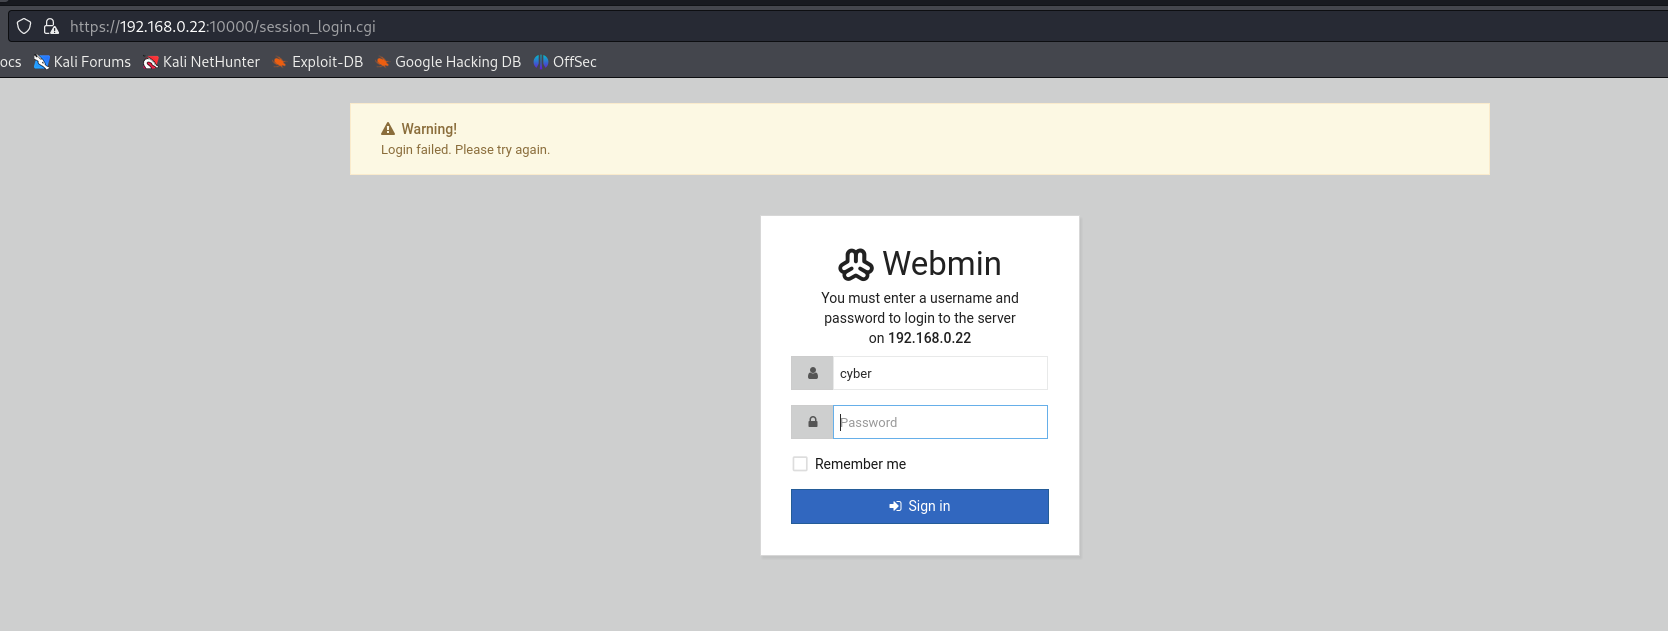 https://192.168.0.22:10000/session_login.cgi
ocs Kali Forums Kali NetHunter Exploit-DB Google Hacking DB OffSec
Warning!
Login failed. Please try again.
Webmin
You must enter a username and
password to login to the server
on 192.168.0.22
cyber
Password
Remember me
Sign in